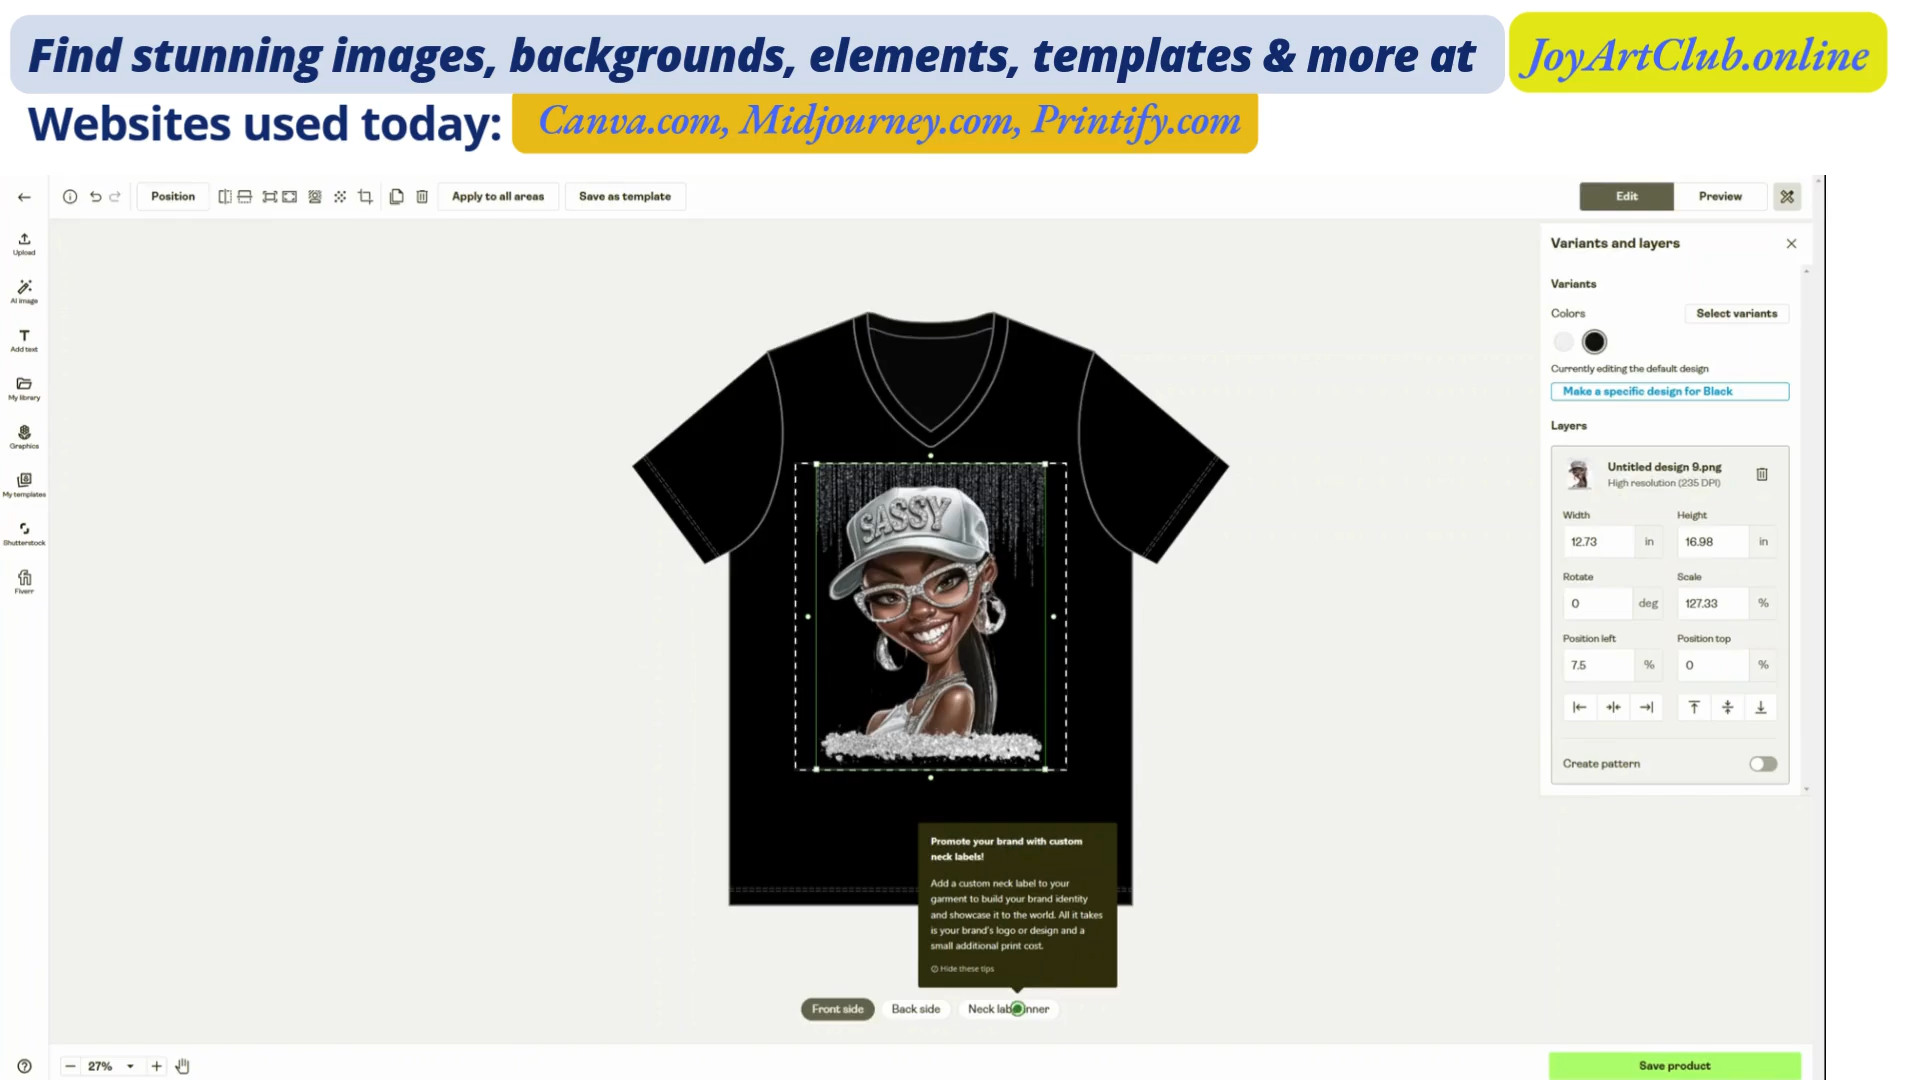 Find stunning images, backgrounds, elements, templates & more at JoyArtClub.online
Websites used today: Canva.com, Midjourney.com, Printify.com
Position
Apply to all areas
Save as template
Edit
Preview
Upload
AI image
Add text
My library
Graphics
My templates
Shutterstock
Fiverr
SASSY
Variants and layers
Variants
Colors
Select variants
Currently editing the default design
Make a specific design for Black
Layers
Untitled design 9.png
High resolution (235 DPI)
Width
Height
12.73 in
16.98 in
Rotate
Scale
0 deg
127.33 %
Position left
Position top
7.5 %
0 %
Create pattern
Promote your brand with custom
neck labels!
Add a custom neck label to your
garment to build your brand identity
and showcase it to the world. All it takes
is your brand's logo or design and a
small additional print cost.
Hide these tips
Front side
Back side
Neck lab nner
27%
Save product